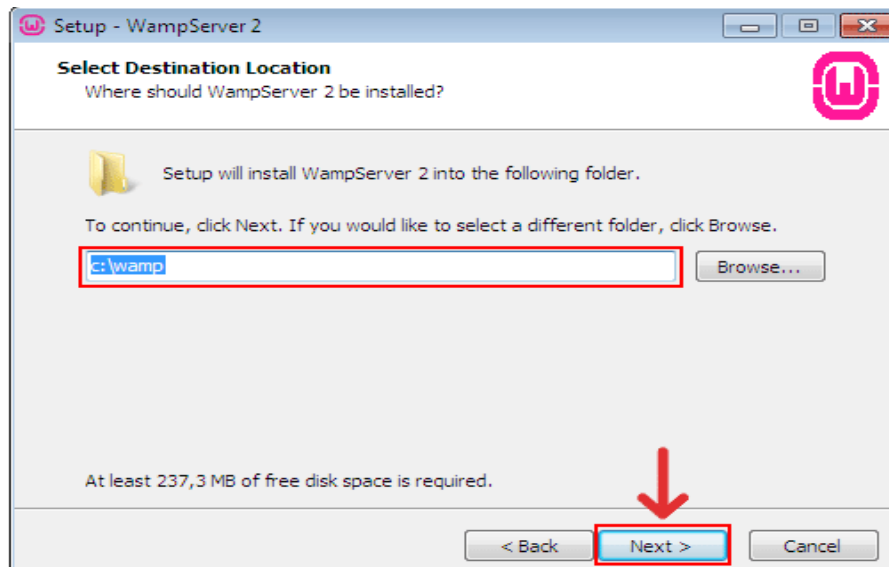 Setup - WampServer 2
Select Destination Location
Where should WampServer 2 be installed?
Setup will install WampServer 2 into the following folder.
To continue, click Next. If you would like to select a different folder, click Browse.
c:\wamp
Browse...
At least 237,3 MB of free disk space is required.
< Back
Next >
Cancel